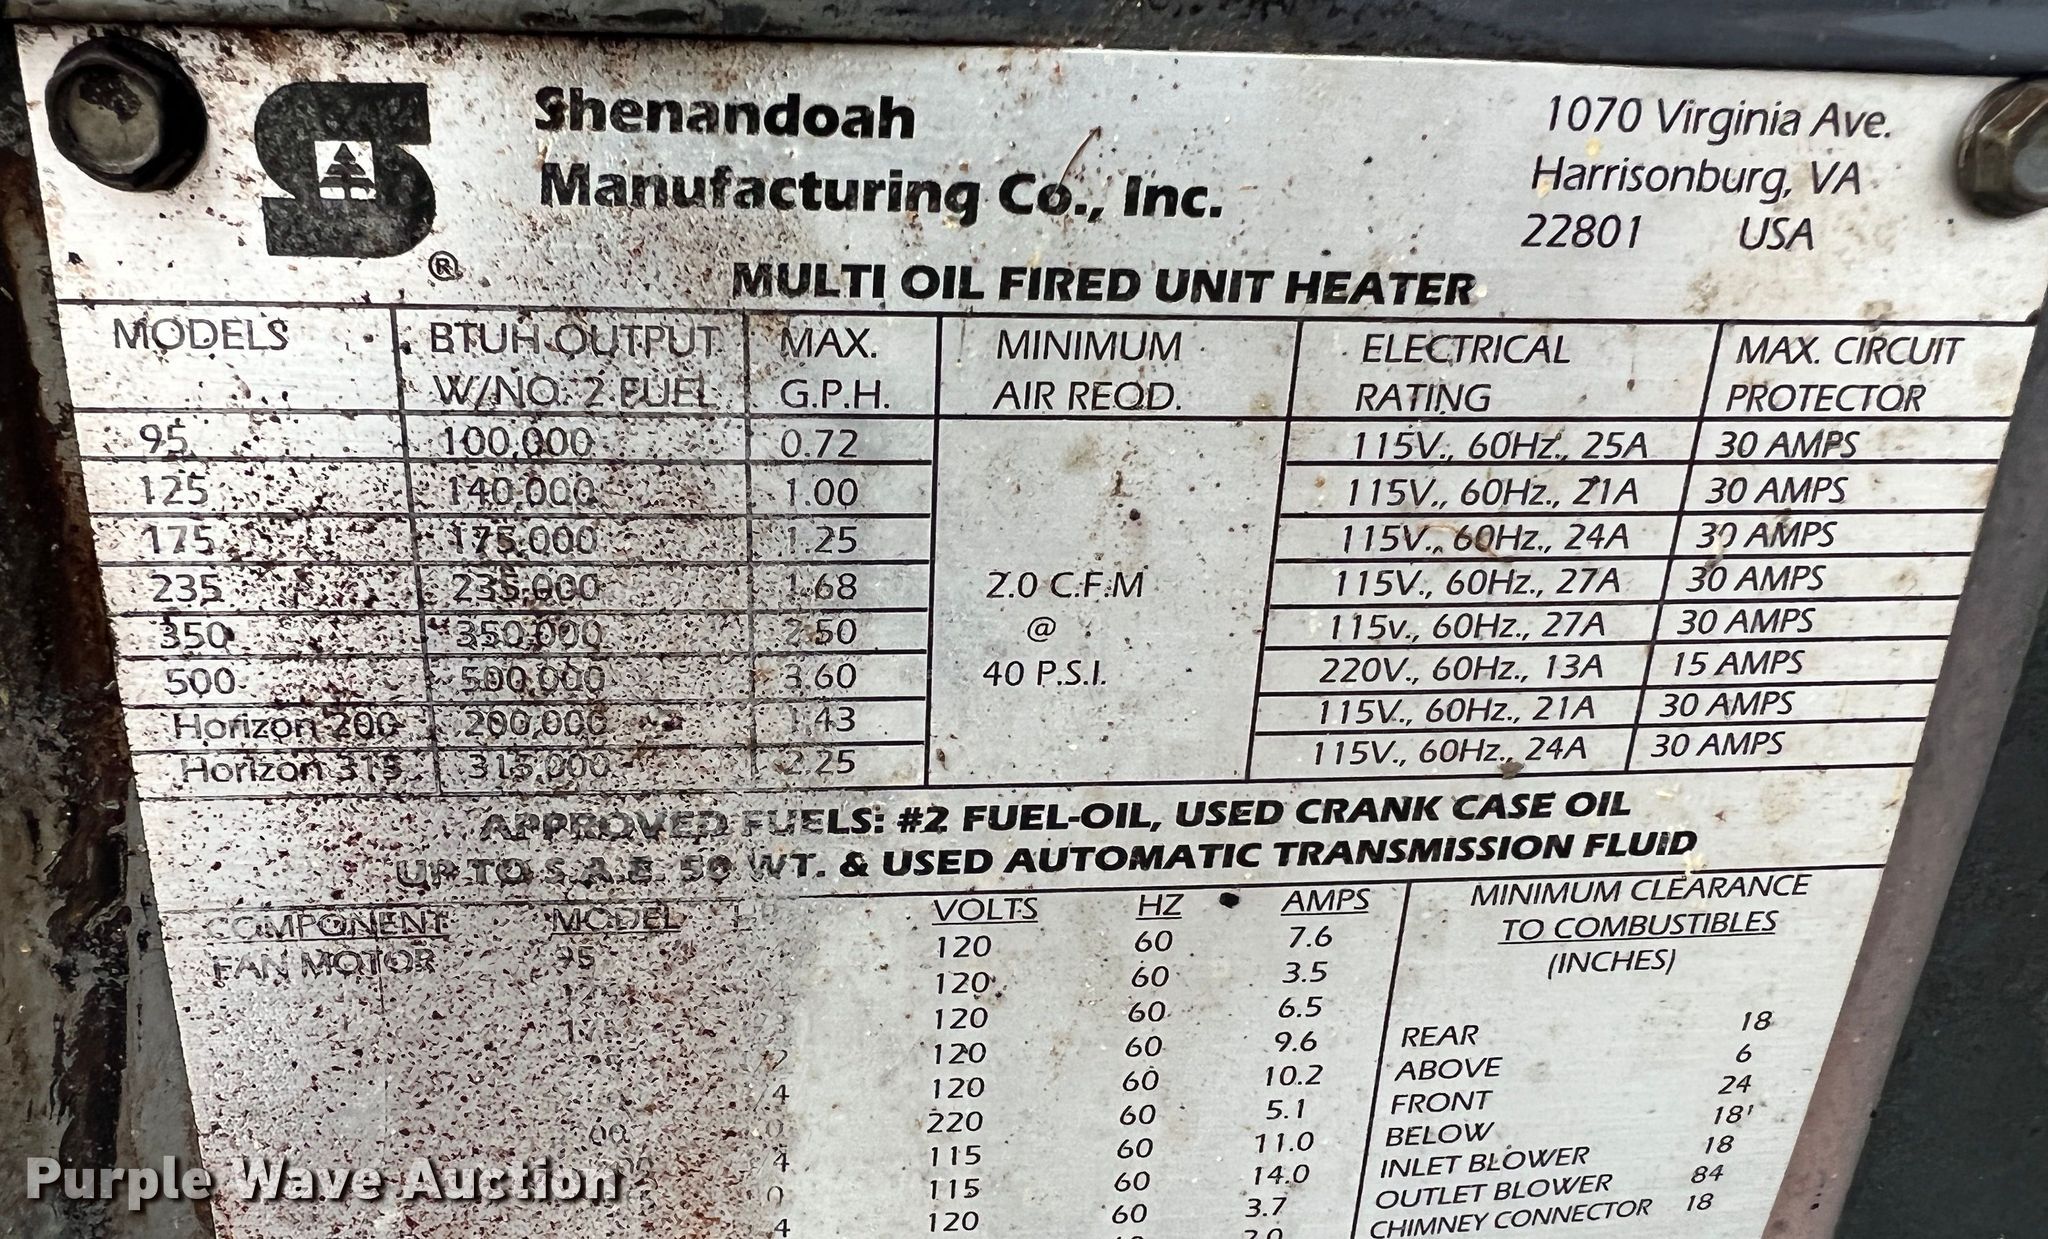 Shenandoah
Manufacturing Co., Inc.
1070 Virginia Ave.
Harrisonburg, VA
22801 USA
®
MULTI OIL FIRED UNIT HEATER
MODELS BTUH OUTPUT MAX. MINIMUM ELECTRICAL MAX. CIRCUIT
W/NO. 2 FUEL G.P.H. AIR REQD. RATING PROTECTOR
95 100,000 0.72 115V., 60Hz., 25A 30 AMPS
125 140,000 1.00 115V., 60Hz., 21A 30 AMPS
175 175,000 1.25 115V., 60Hz., 24A 30 AMPS
235 235,000 1.68 2.0 C.F.M 115V., 60Hz., 27A 30 AMPS
350 350,000 2.50 @ 115v., 60Hz., 27A 30 AMPS
500 500,000 3.60 40 P.S.I. 220V., 60Hz., 13A 15 AMPS
Horizon 200 200,000 1.43 115V., 60Hz., 21A 30 AMPS
Horizon 315 315,000 2.25 115V., 60Hz., 24A 30 AMPS
APPROVED FUELS: #2 FUEL-OIL, USED CRANK CASE OIL
UP TO S.A.E. 50 WT. & USED AUTOMATIC TRANSMISSION FLUID
COMPONENT MODEL VOLTS HZ AMPS
FAN MOTOR 95 120 60 7.6
120 60 3.5
175 120 60 6.5
120 60 9.6
120 60 10.2
220 60 5.1
115 60 11.0
115 60 14.0
120 60 3.7
MINIMUM CLEARANCE
TO COMBUSTIBLES
(INCHES)
REAR 18
ABOVE 6
FRONT 24
BELOW 18
INLET BLOWER 18
OUTLET BLOWER 84
CHIMNEY CONNECTOR 18
Purple Wave Auction